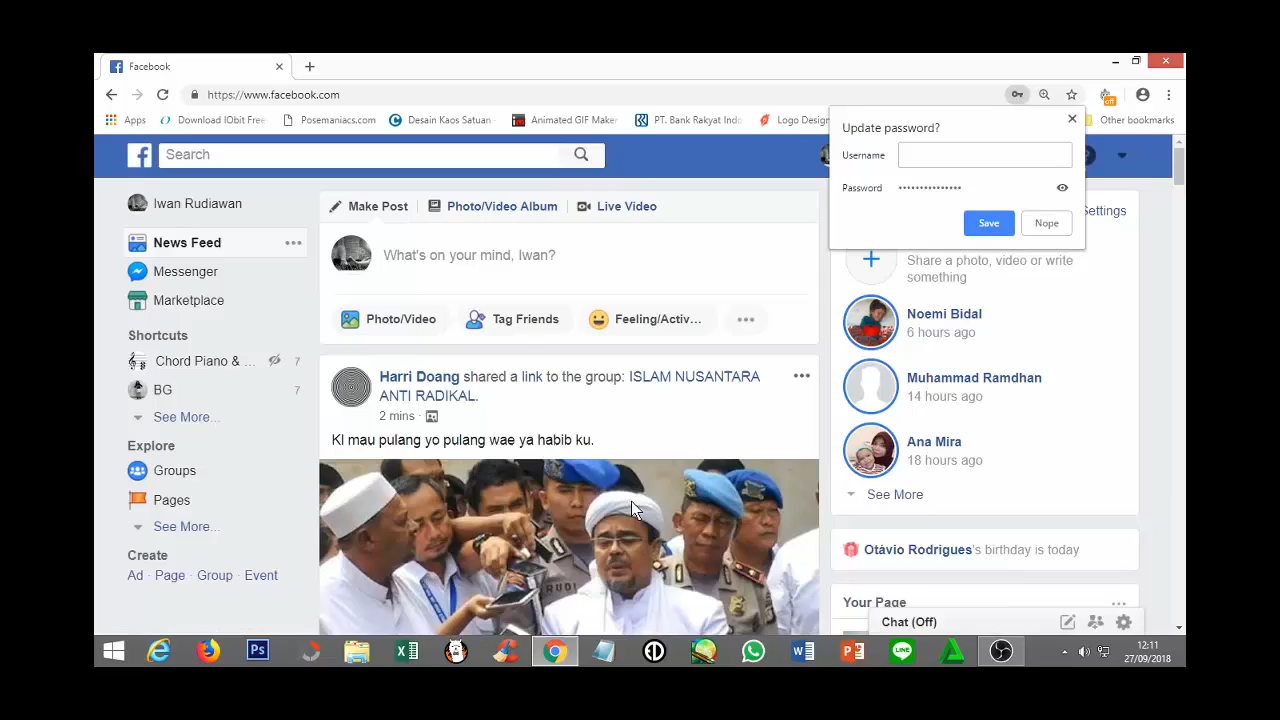 Facebook
https://www.facebook.com
Apps
Download IObit Free
Posemaniacs.com
Desain Kaos Satuan
Animated GIF Maker
PT. Bank Rakyat Indo
Logo Design
Other bookmarks
Update password?
Username
Password
Save
Nope
Search
Settings
Iwan Rudiawan
News Feed
Messenger
Marketplace
Shortcuts
Chord Piano & ...
7
BG
7
See More...
Explore
Groups
Pages
See More...
Create
Ad · Page · Group · Event
Make Post
Photo/Video Album
Live Video
What's on your mind, Iwan?
Photo/Video
Tag Friends
Feeling/Activ...
Harri Doang shared a link to the group: ISLAM NUSANTARA
ANTI RADIKAL.
2 mins ·
Kl mau pulang yo pulang wae ya habib ku.
Share a photo, video or write
something
Noemi Bidal
6 hours ago
Muhammad Ramdhan
14 hours ago
Ana Mira
18 hours ago
See More
Otávio Rodrigues's birthday is today
Your Page
Chat (Off)
Ps
LINE
12:11
27/09/2018